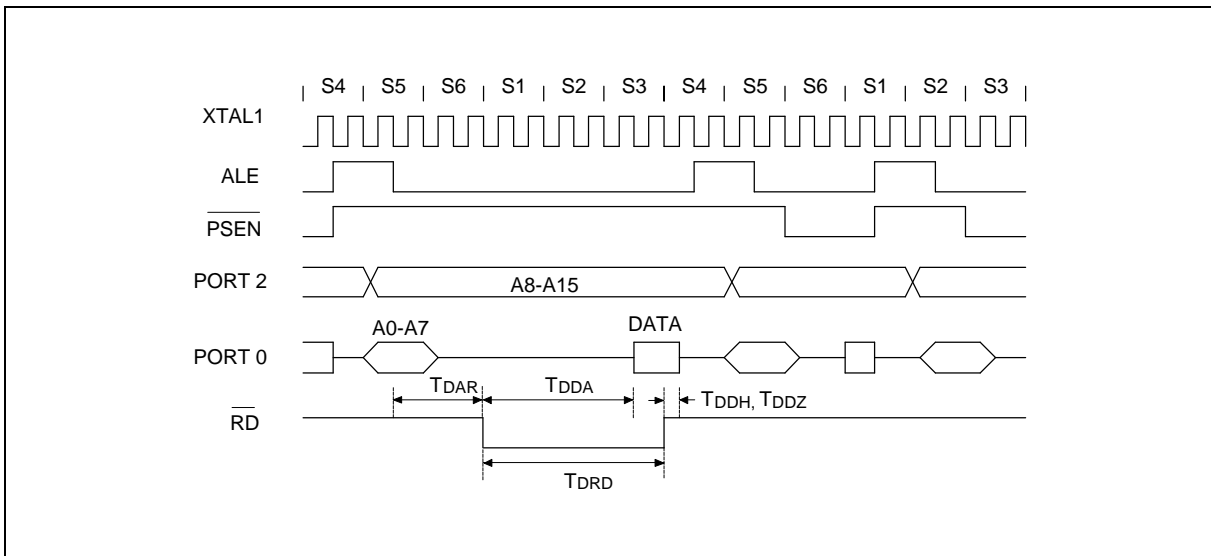 S4 S5 S6 S1 S2 S3 S4 S5 S6 S1 S2 S3
XTAL1
ALE
PSEN
PORT 2
A8-A15
A0-A7
DATA
PORT 0
TDAR
TDDA
TDDH, TDDZ
RD
TDRD